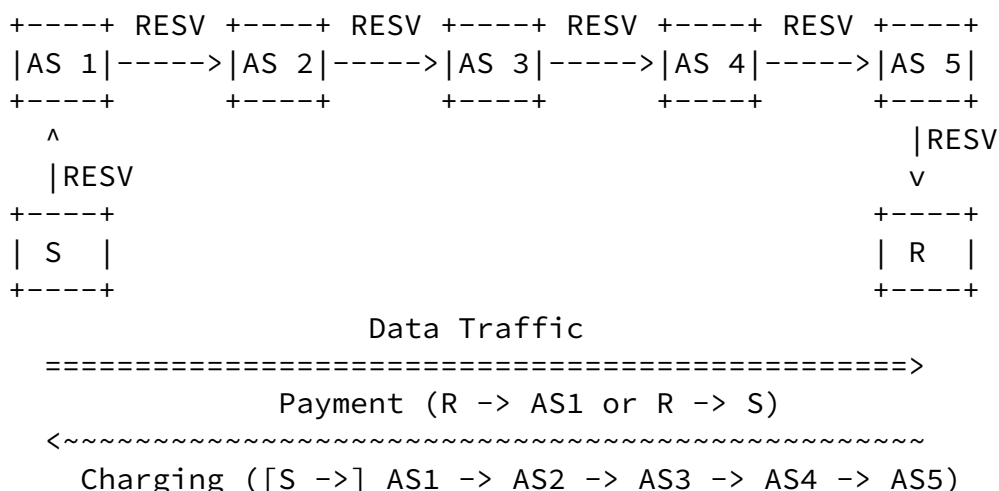 +----+ RESV +----+ RESV +----+ RESV +----+ RESV +----+
|AS 1|----->|AS 2|----->|AS 3|----->|AS 4|----->|AS 5|
+----+      +----+      +----+      +----+      +----+
  ^                                               |RESV
  |RESV                                           v
+----+                                          +----+
| S  |                                          | R  |
+----+                                          +----+
                    Data Traffic
  ================================================>
               Payment (R -> AS1 or R -> S)
  <~~~~~~~~~~~~~~~~~~~~~~~~~~~~~~~~~~~~~~~~~~~~~~~~
    Charging ([S ->] AS1 -> AS2 -> AS3 -> AS4 -> AS5)